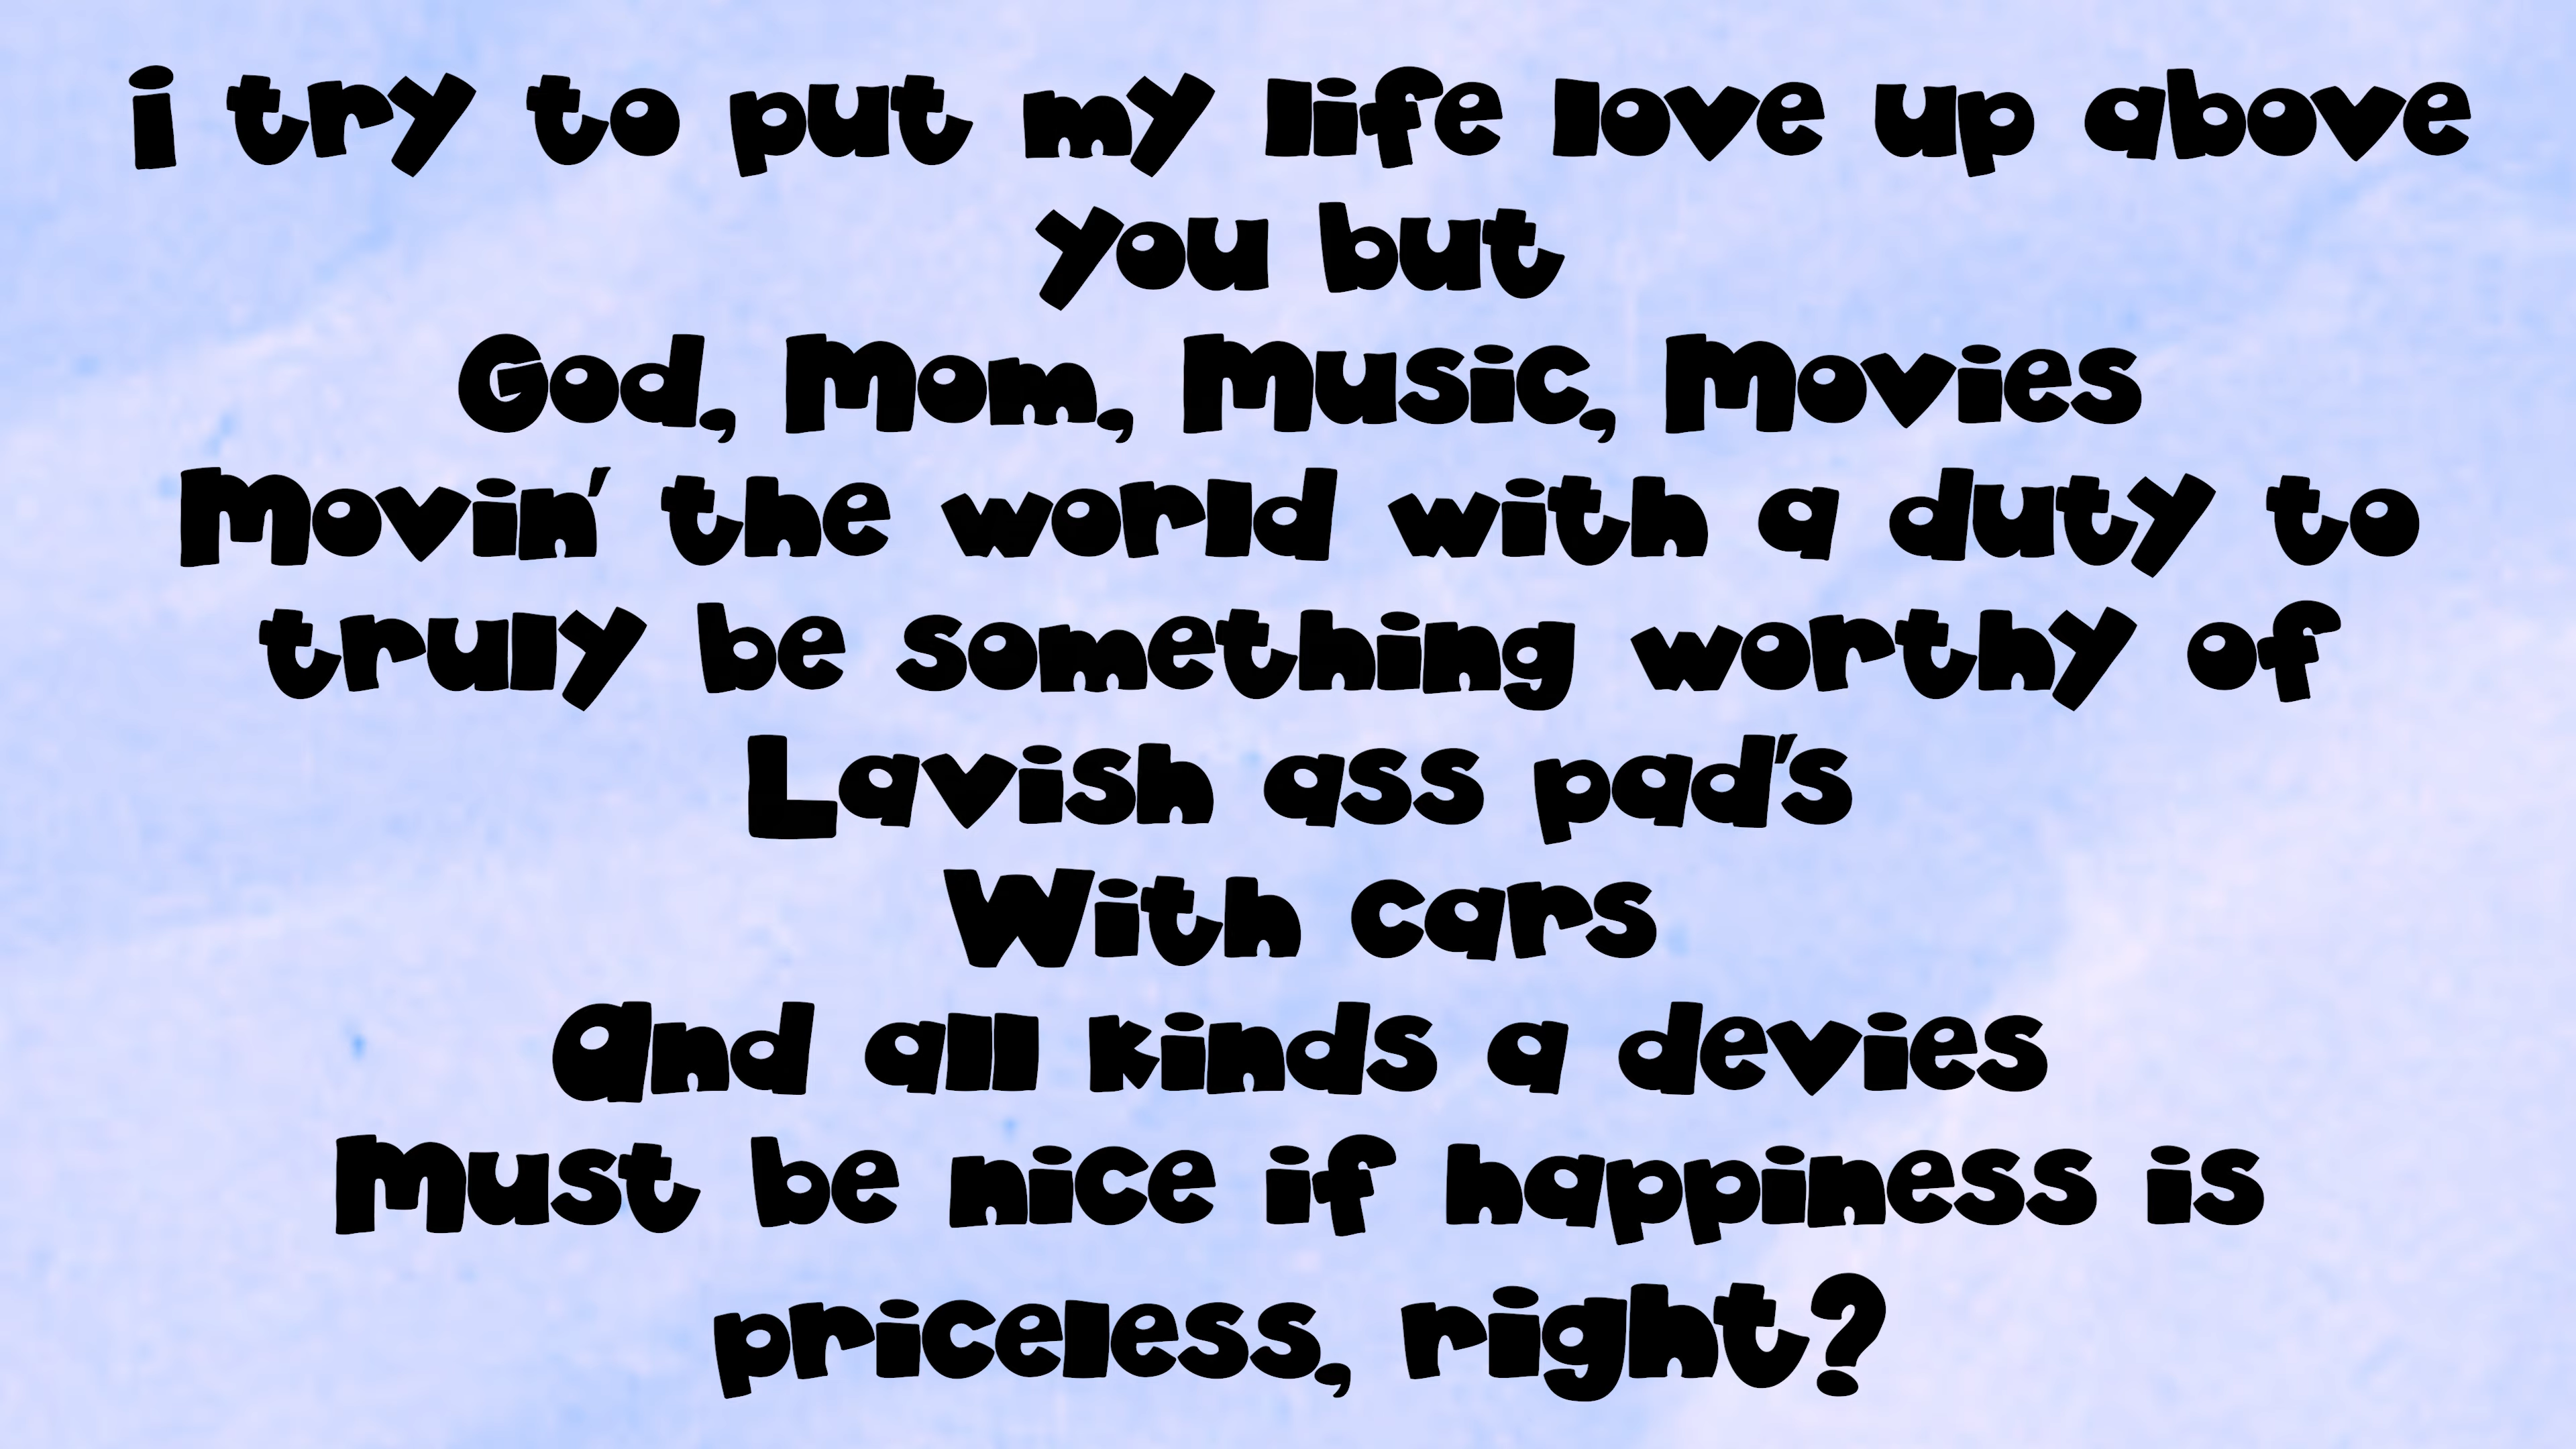 i try to put my life love up above
you but
God, Mom, Music, Movies
Movin' the world with a duty to
truly be something worthy of
Lavish ass pad's
With cars
And all kinds a devies
Must be nice if happiness is
priceless, right?